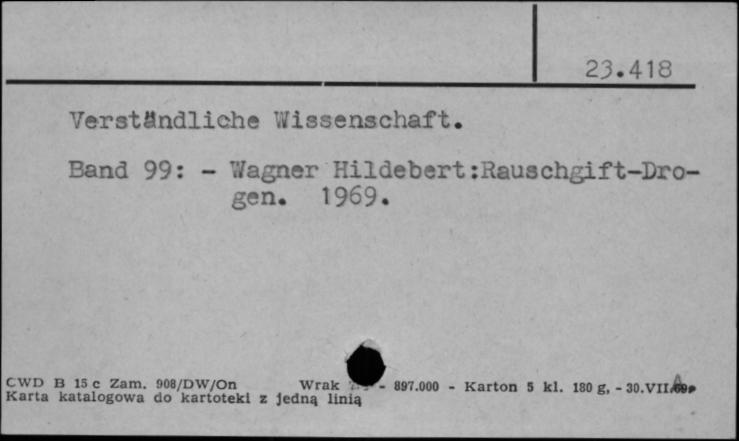 23.418
Verständliche Wissenschaft.
Band 99: - Wagner Hildebert:Rauschgift-Dro-
gen. 1969.
CWD B 15 c Zam. 908/DW/On Wrak - 897.000 - Karton 5 kl. 180 g, - 30.VII.69.
Karta katalogowa do kartoteki z jedną linią